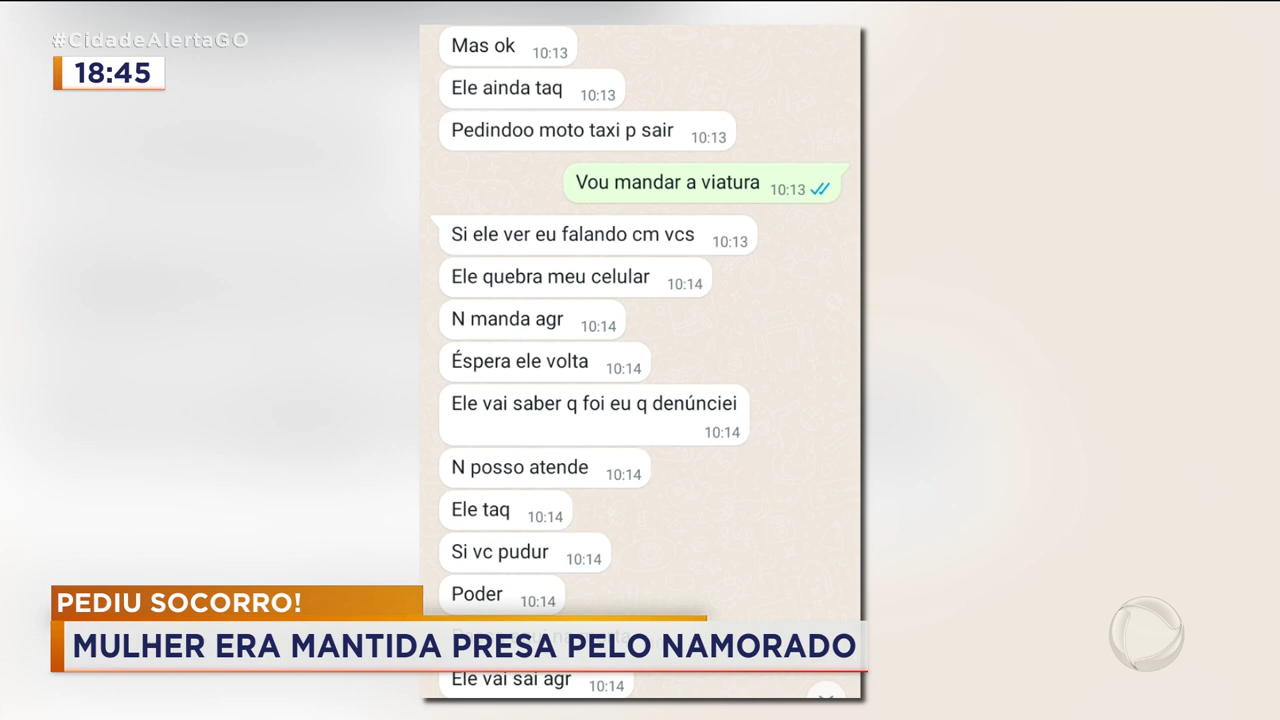 #CidadeAlertaGO
18:45
Mas ok 10:13
Ele ainda taq 10:13
Pedindoo moto taxi p sair 10:13
Vou mandar a viatura 10:13
Si ele ver eu falando cm vcs 10:13
Ele quebra meu celular 10:14
N manda agr 10:14
Éspera ele volta 10:14
Ele vai saber q foi eu q denúnciei
10:14
N posso atende 10:14
Ele taq 10:14
Si vc pudur 10:14
Poder 10:14
Ele vai sai agr 10:14
PEDIU SOCORRO!
MULHER ERA MANTIDA PRESA PELO NAMORADO